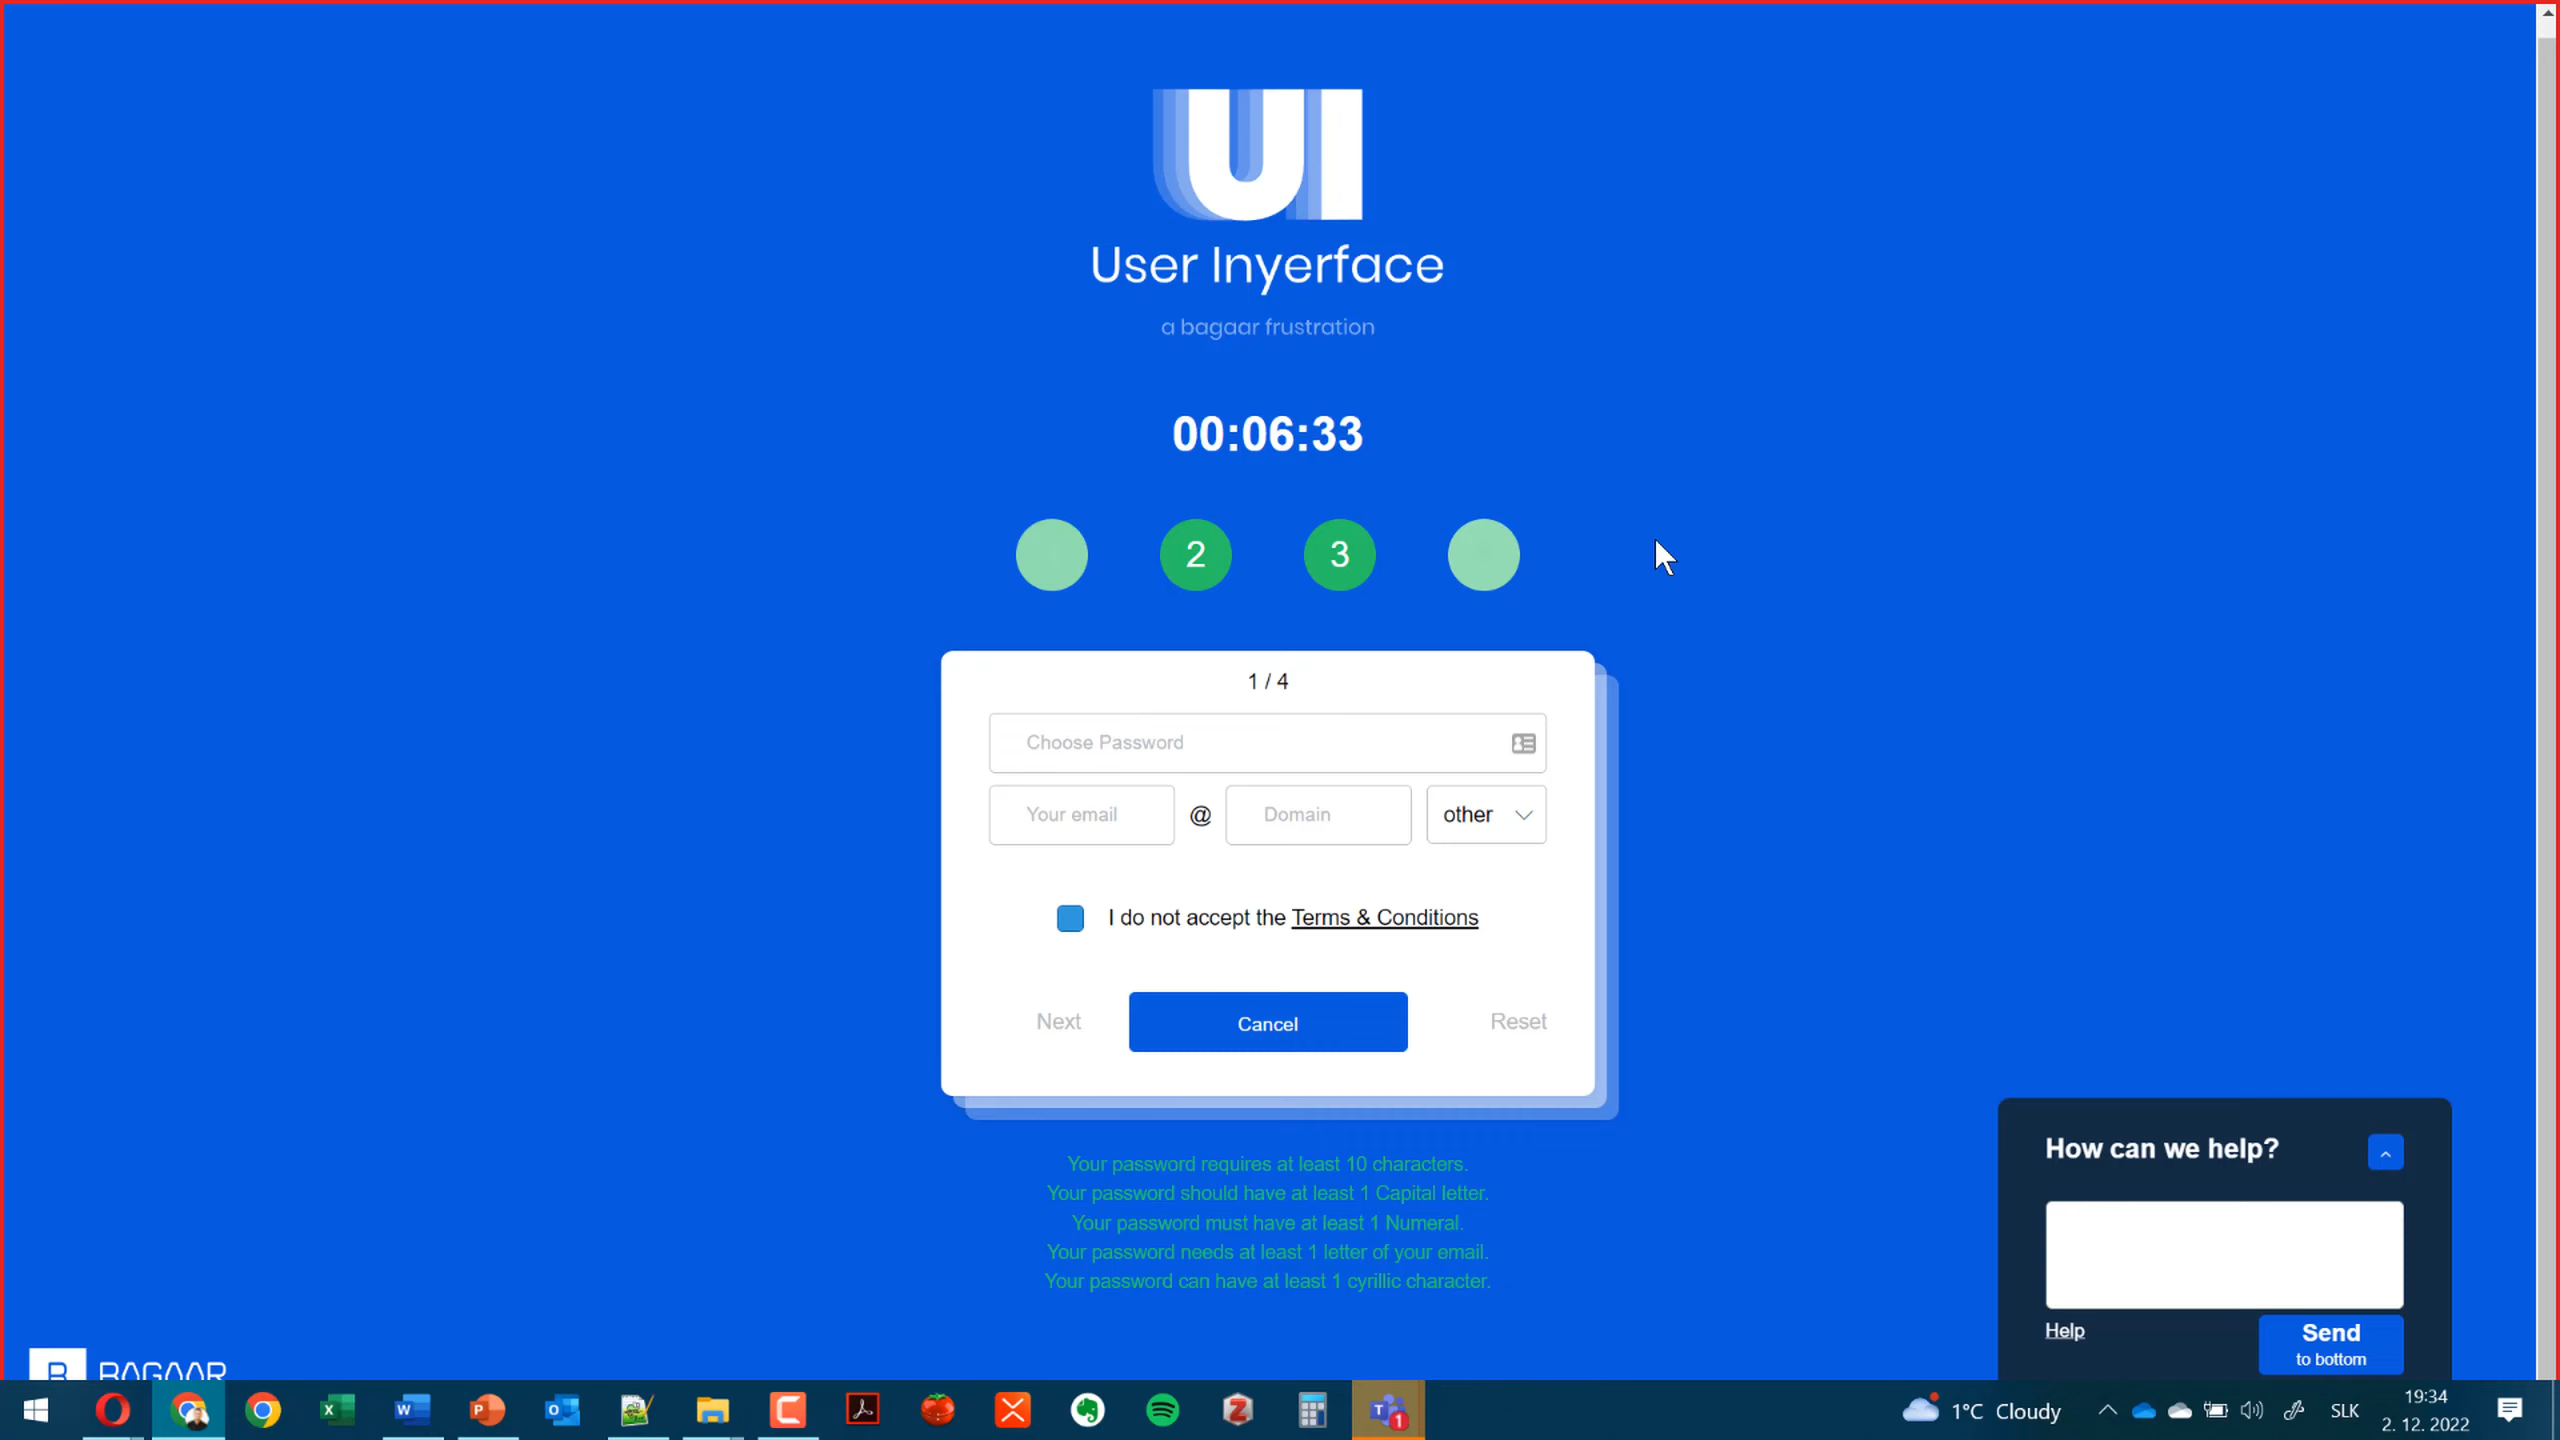 UI
User Inyerface
a bagaar frustration
00:06:33
2 3
1 / 4
Choose Password
Your email @ Domain other
I do not accept the Terms & Conditions
Next Cancel Reset
Your password requires at least 10 characters.
Your password should have at least 1 Capital letter.
Your password must have at least 1 Numeral.
Your password needs at least 1 letter of your email.
Your password can have at least 1 cyrillic character.
How can we help?
Help
Send
to bottom
B BAGAAR
1°C Cloudy
SLK
19:34
2. 12. 2022